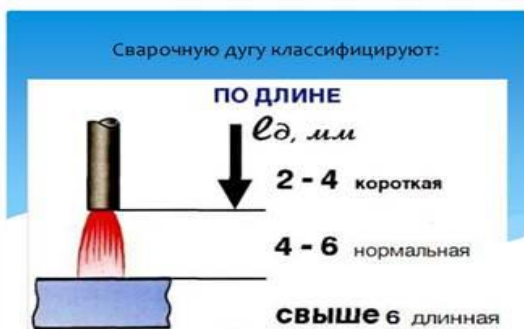 Сварочную дугу классифицируют:
ПО ДЛИНЕ
ℓд, мм
2 - 4 короткая
4 - 6 нормальная
СВЫШЕ 6 длинная